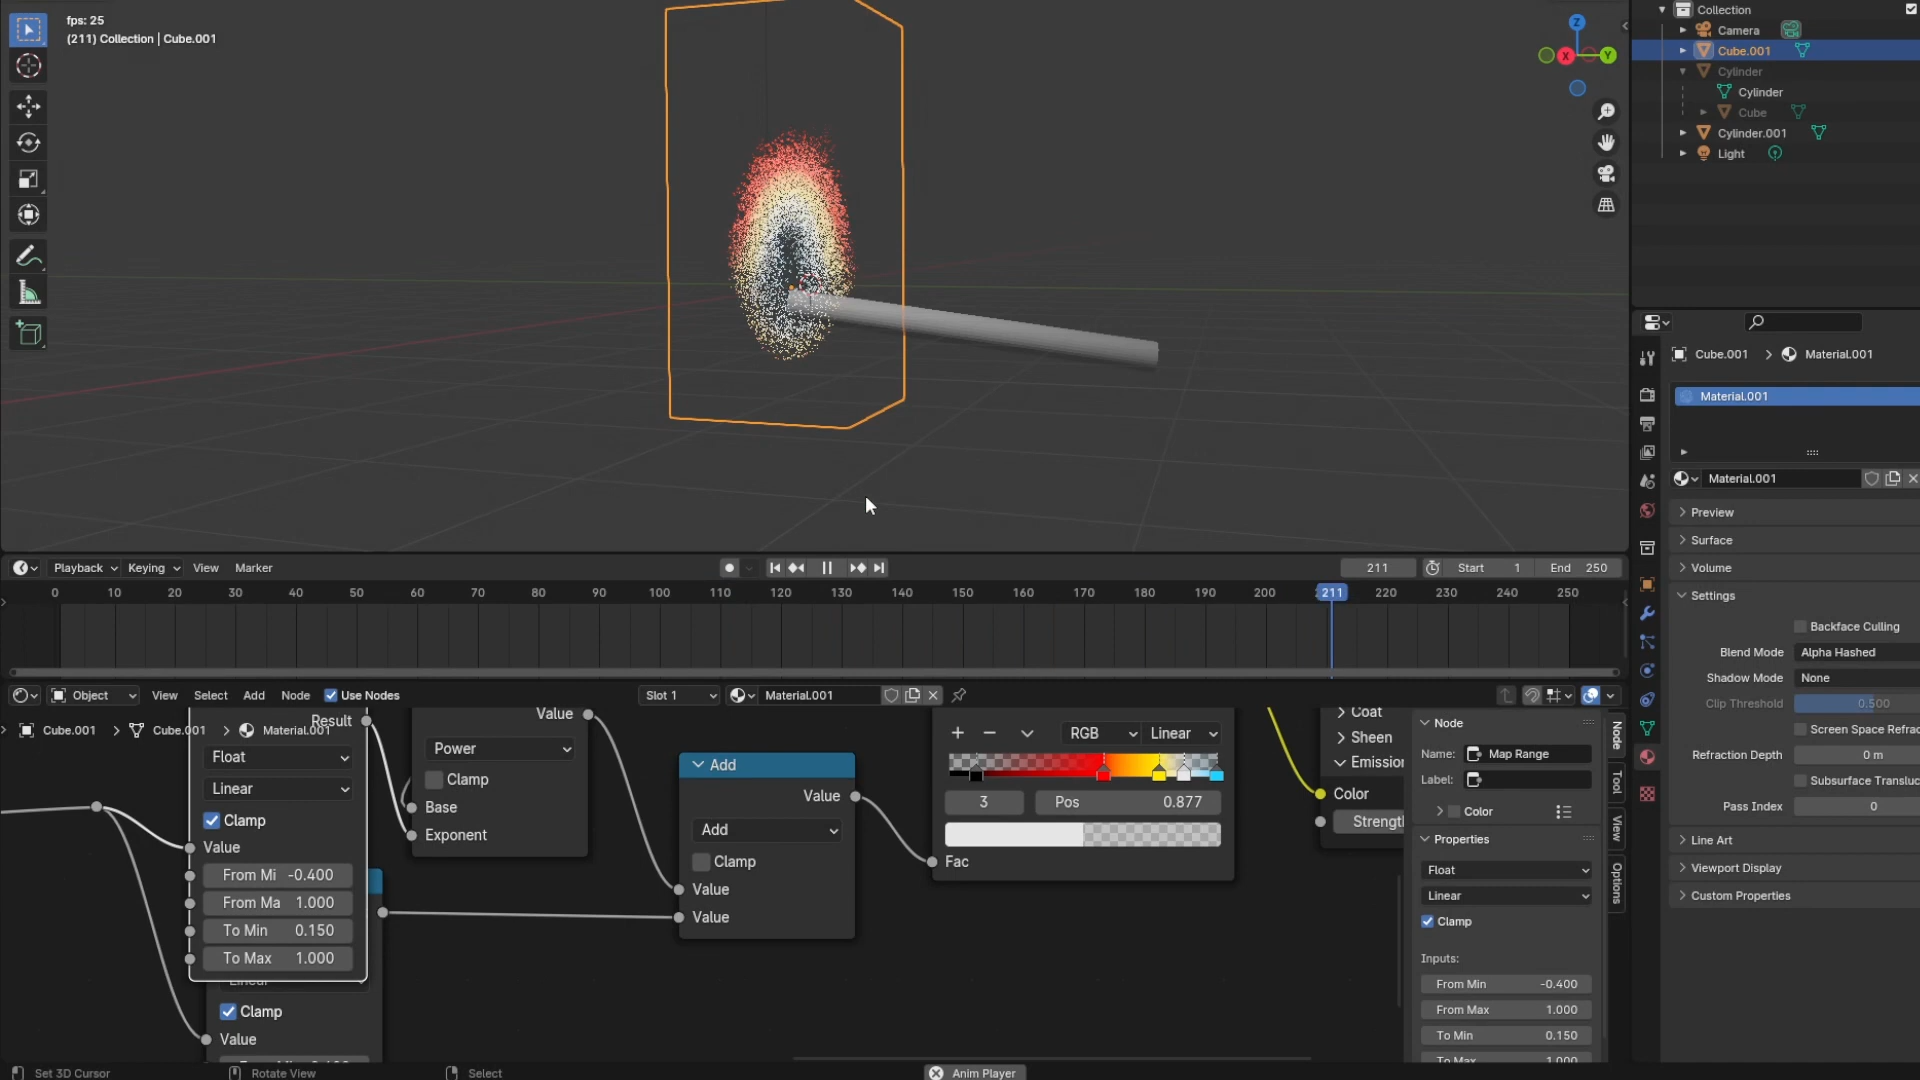 fps: 25
(211) Collection | Cube.001
Z
X
Y
Collection
Camera
Cube.001
Cylinder
Cylinder
Cube
Cylinder.001
Light
Cube.001 > Material.001
Material.001
Material.001
Preview
Surface
Volume
Settings
Backface Culling
Blend Mode Alpha Hashed
Shadow Mode None
Clip Threshold 0.500
Screen Space Refrac
Refraction Depth 0 m
Subsurface Transluc
Pass Index 0
Line Art
Viewport Display
Custom Properties
Playback Keying View Marker
211 Start 1 End 250
0 10 20 30 40 50 60 70 80 90 100 110 120 130 140 150 160 170 180 190 200 211 220 230 240 250
Object View Select Add Node Use Nodes Slot 1 Material.001
Cube.001 > Cube.001 > Material.001
Result
Float
Linear
Clamp
Value
From Mi -0.400
From Ma 1.000
To Min 0.150
To Max 1.000
Clamp
Value
Value
Power
Clamp
Base
Exponent
Add
Value
Add
Clamp
Value
Value
RGB Linear
3 Pos 0.877
Fac
Coat
Sheen
Emission
Color
Strengt
Node
Name: Map Range
Label:
Color
Properties
Float
Linear
Clamp
Inputs:
From Min -0.400
From Max 1.000
To Min 0.150
To Max 1.000
Node
Tool
View
Options
Set 3D Cursor Rotate View Select Anim Player